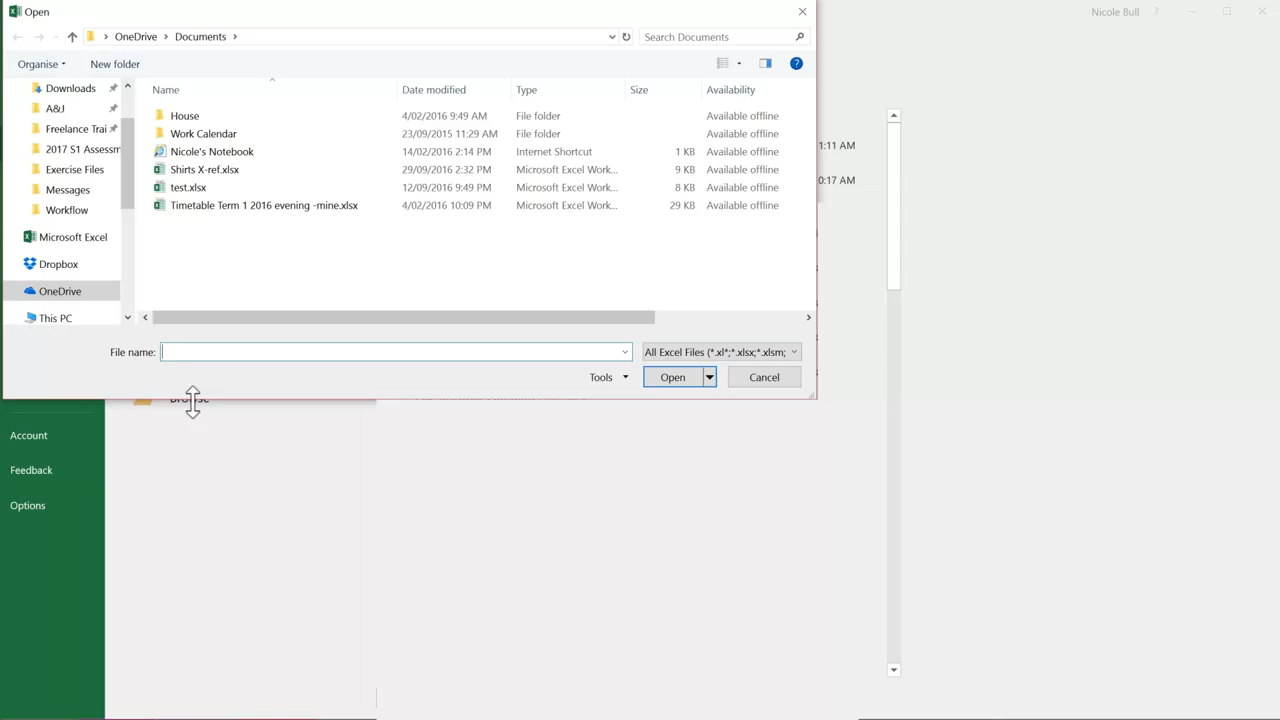 Open
Nicole Bull ?
OneDrive > Documents >
Search Documents
Organise
New folder
?
Downloads
A&J
Freelance Trai
2017 S1 Assessm
Exercise Files
Messages
Workflow
Microsoft Excel
Dropbox
OneDrive
This PC
Name Date modified Type Size Availability
House 4/02/2016 9:49 AM File folder Available offline
Work Calendar 23/09/2015 11:29 AM File folder Available offline
Nicole's Notebook 14/02/2016 2:14 PM Internet Shortcut 1 KB Available offline
Shirts X-ref.xlsx 29/09/2016 2:32 PM Microsoft Excel Work... 9 KB Available offline
test.xlsx 12/09/2016 9:49 PM Microsoft Excel Work... 8 KB Available offline
Timetable Term 1 2016 evening -mine.xlsx 4/02/2016 10:09 PM Microsoft Excel Work... 29 KB Available offline
1:11 AM
0:17 AM
File name:
All Excel Files (*.xl*;*.xlsx;*.xlsm;
Tools
Open
Cancel
Browse
Account
Feedback
Options